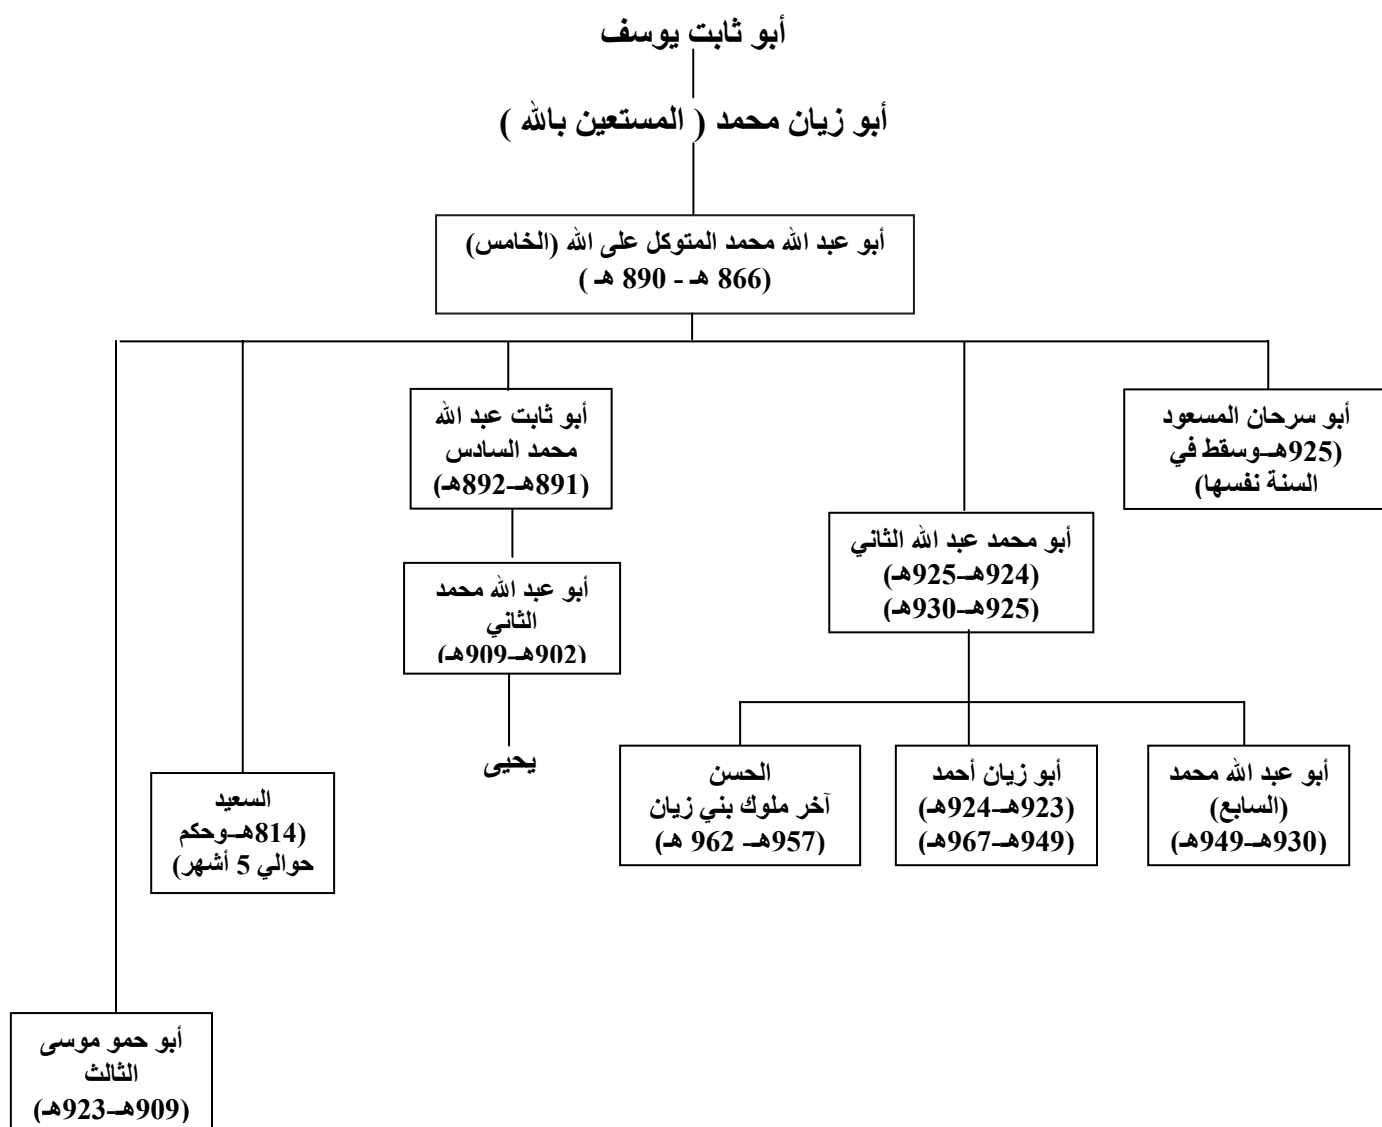 أبو ثابت يوسف
أبو زيان محمد ( المستعين بالله )
أبو عبد الله محمد المتوكل على الله (الخامس)
(866 هـ - 890 هـ )
أبو سرحان المسعود
(925هـ-وسقط في
السنة نفسها)
أبو ثابت عبد الله
محمد السادس
(891هـ-892هـ)
أبو محمد عبد الله الثاني
(924هـ-925هـ)
(925هـ-930هـ)
أبو عبد الله محمد
الثاني
(902هـ-909هـ)
أبو عبد الله محمد
(السابع)
(930هـ-949هـ)
أبو زيان أحمد
(923هـ-924هـ)
(949هـ-967هـ)
الحسن
آخر ملوك بني زيان
(957هـ- 962 هـ)
يحيى
السعيد
(814هـ-وحكم
حوالي 5 أشهر)
أبو حمو موسى
الثالث
(909هـ-923هـ)